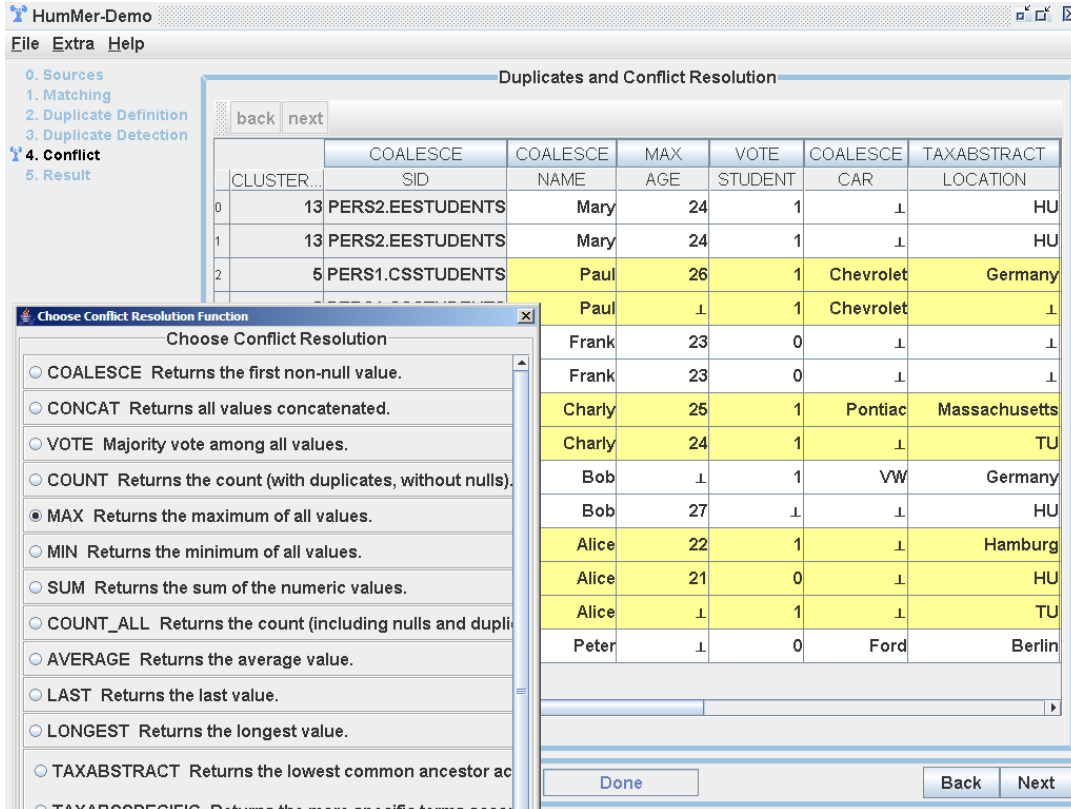 HumMer-Demo
File Extra Help
0. Sources
1. Matching
2. Duplicate Definition
3. Duplicate Detection
4. Conflict
5. Result
Duplicates and Conflict Resolution
back next
COALESCE COALESCE MAX VOTE COALESCE TAXABSTRACT
CLUSTER... SID NAME AGE STUDENT CAR LOCATION
0 13 PERS2.EESTUDENTS Mary 24 1 ⊥ HU
1 13 PERS2.EESTUDENTS Mary 24 1 ⊥ HU
2 5 PERS1.CSSTUDENTS Paul 26 1 Chevrolet Germany
Paul ⊥ 1 Chevrolet ⊥
Frank 23 0 ⊥ ⊥
Frank 23 0 ⊥ ⊥
Charly 25 1 Pontiac Massachusetts
Charly 24 1 ⊥ TU
Bob ⊥ 1 VW Germany
Bob 27 ⊥ ⊥ HU
Alice 22 1 ⊥ Hamburg
Alice 21 0 ⊥ HU
Alice ⊥ 1 ⊥ TU
Peter ⊥ 0 Ford Berlin
Choose Conflict Resolution Function
Choose Conflict Resolution
COALESCE Returns the first non-null value.
CONCAT Returns all values concatenated.
VOTE Majority vote among all values.
COUNT Returns the count (with duplicates, without nulls).
MAX Returns the maximum of all values.
MIN Returns the minimum of all values.
SUM Returns the sum of the numeric values.
COUNT_ALL Returns the count (including nulls and dupli
AVERAGE Returns the average value.
LAST Returns the last value.
LONGEST Returns the longest value.
TAXABSTRACT Returns the lowest common ancestor ac
Done
Back Next